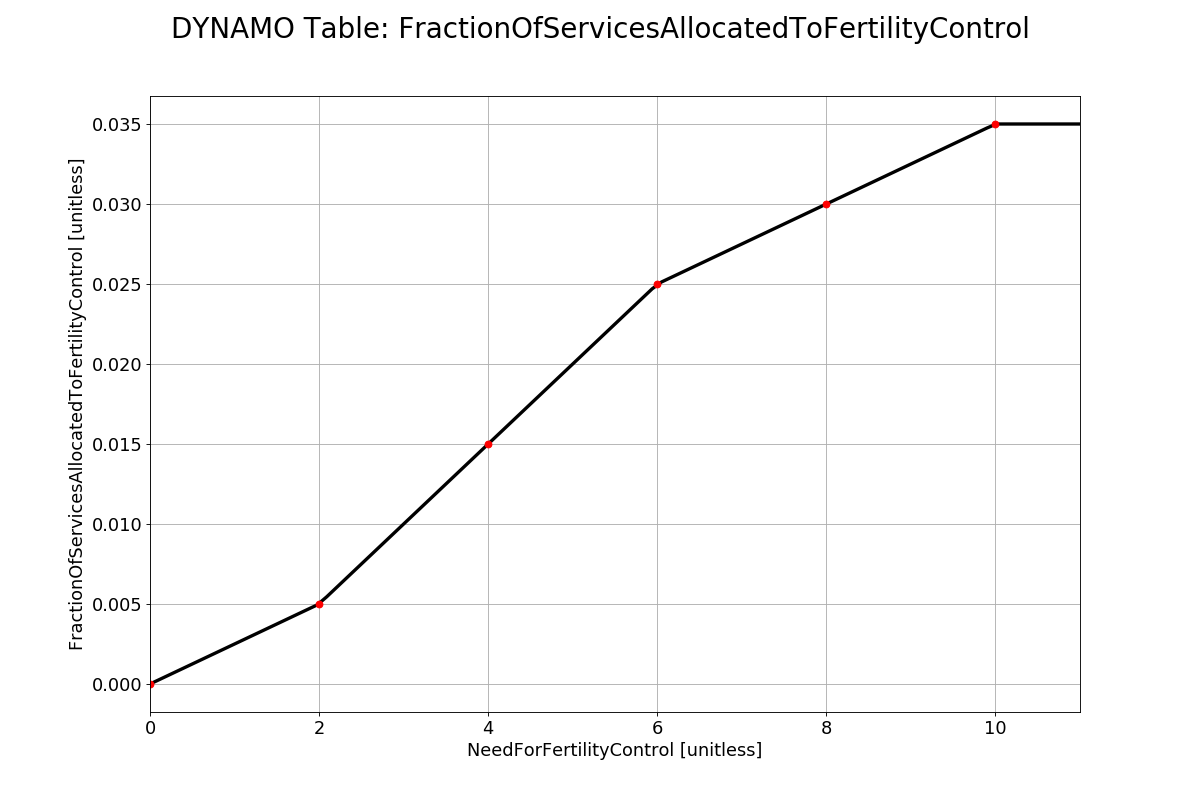 DYNAMO Table: FractionOfServicesAllocatedToFertilityControl
FractionOfServicesAllocatedToFertilityControl [unitless]
0.035
0.030
0.025
0.020
0.015
0.010
0.005
0.000
0 2 4 6 8 10
NeedForFertilityControl [unitless]